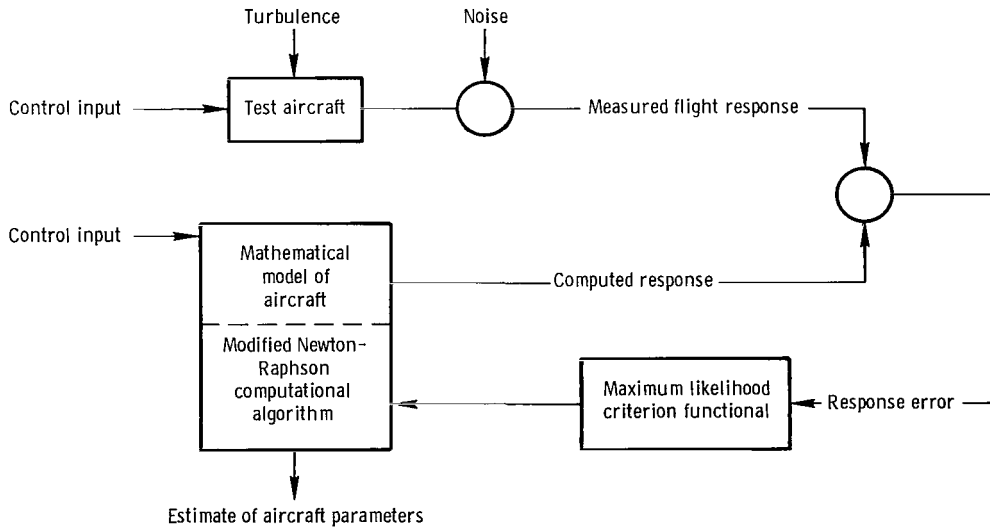 Turbulence
Noise
Control input
Test aircraft
Measured flight response
Control input
Mathematical
model of
aircraft
Computed response
Modified Newton-
Raphson
computational
algorithm
Maximum likelihood
criterion functional
Response error
Estimate of aircraft parameters